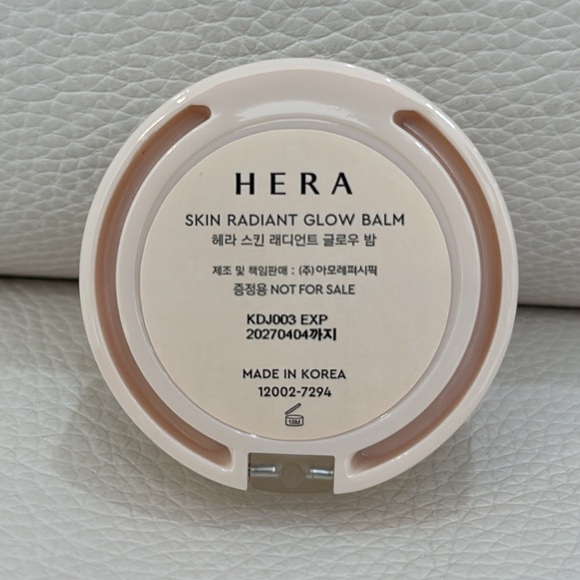 HERA
SKIN RADIANT GLOW BALM
헤라 스킨 래디언트 글로우 밤
제조 및 책임판매 : (주)아모레퍼시픽
증정용 NOT FOR SALE
KDJ003 EXP
20270404까지
MADE IN KOREA
12002-7294
18M